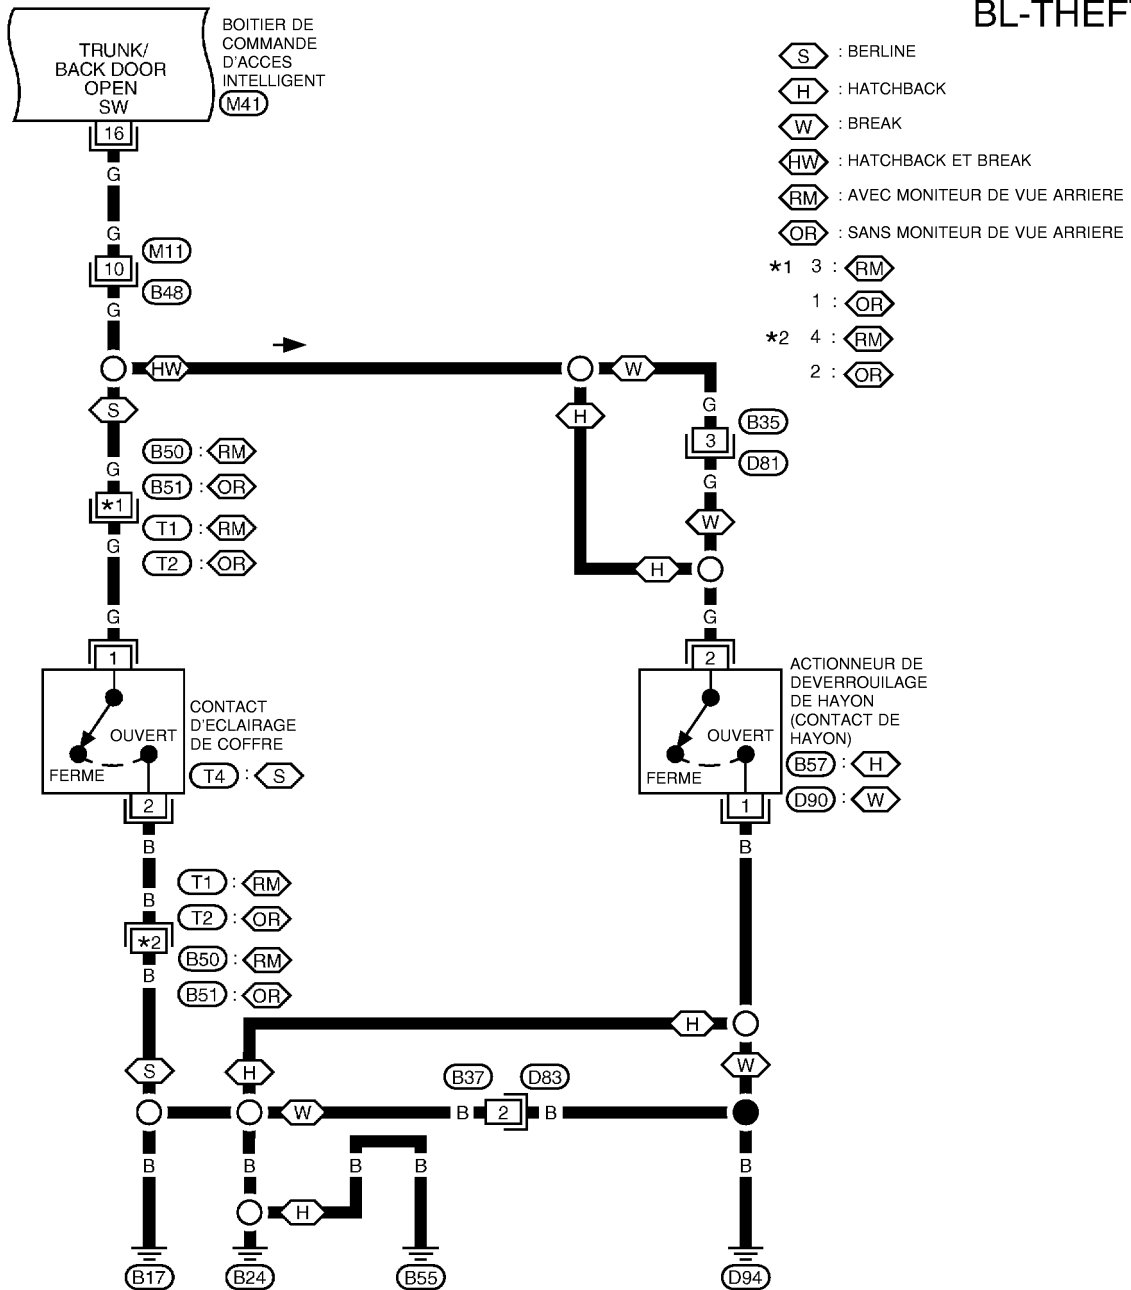 BL-THEFT
TRUNK/
BACK DOOR
OPEN
SW
BOITIER DE
COMMANDE
D'ACCES
INTELLIGENT
M41
16
G
G
M11
10
B48
G
HW
S
G
*1
B50 : RM
B51 : OR
T1 : RM
T2 : OR
G
G
1
OUVERT
FERME
CONTACT
D'ECLAIRAGE
DE COFFRE
T4 : S
2
B
B
T1 : RM
T2 : OR
*2
B50 : RM
B51 : OR
B
S
S : BERLINE
H : HATCHBACK
W : BREAK
HW : HATCHBACK ET BREAK
RM : AVEC MONITEUR DE VUE ARRIERE
OR : SANS MONITEUR DE VUE ARRIERE
*1 3 : RM
1 : OR
*2 4 : RM
2 : OR
W
H
G
B35
3
D81
G
W
H
G
2
OUVERT
FERME
ACTIONNEUR DE
DEVERROUILAGE
DE HAYON
(CONTACT DE
HAYON)
B57 : H
D90 : W
1
B
H
H
W
B37 D83
W B 2 B
B B B B B
H
B17 B24 B55 D94